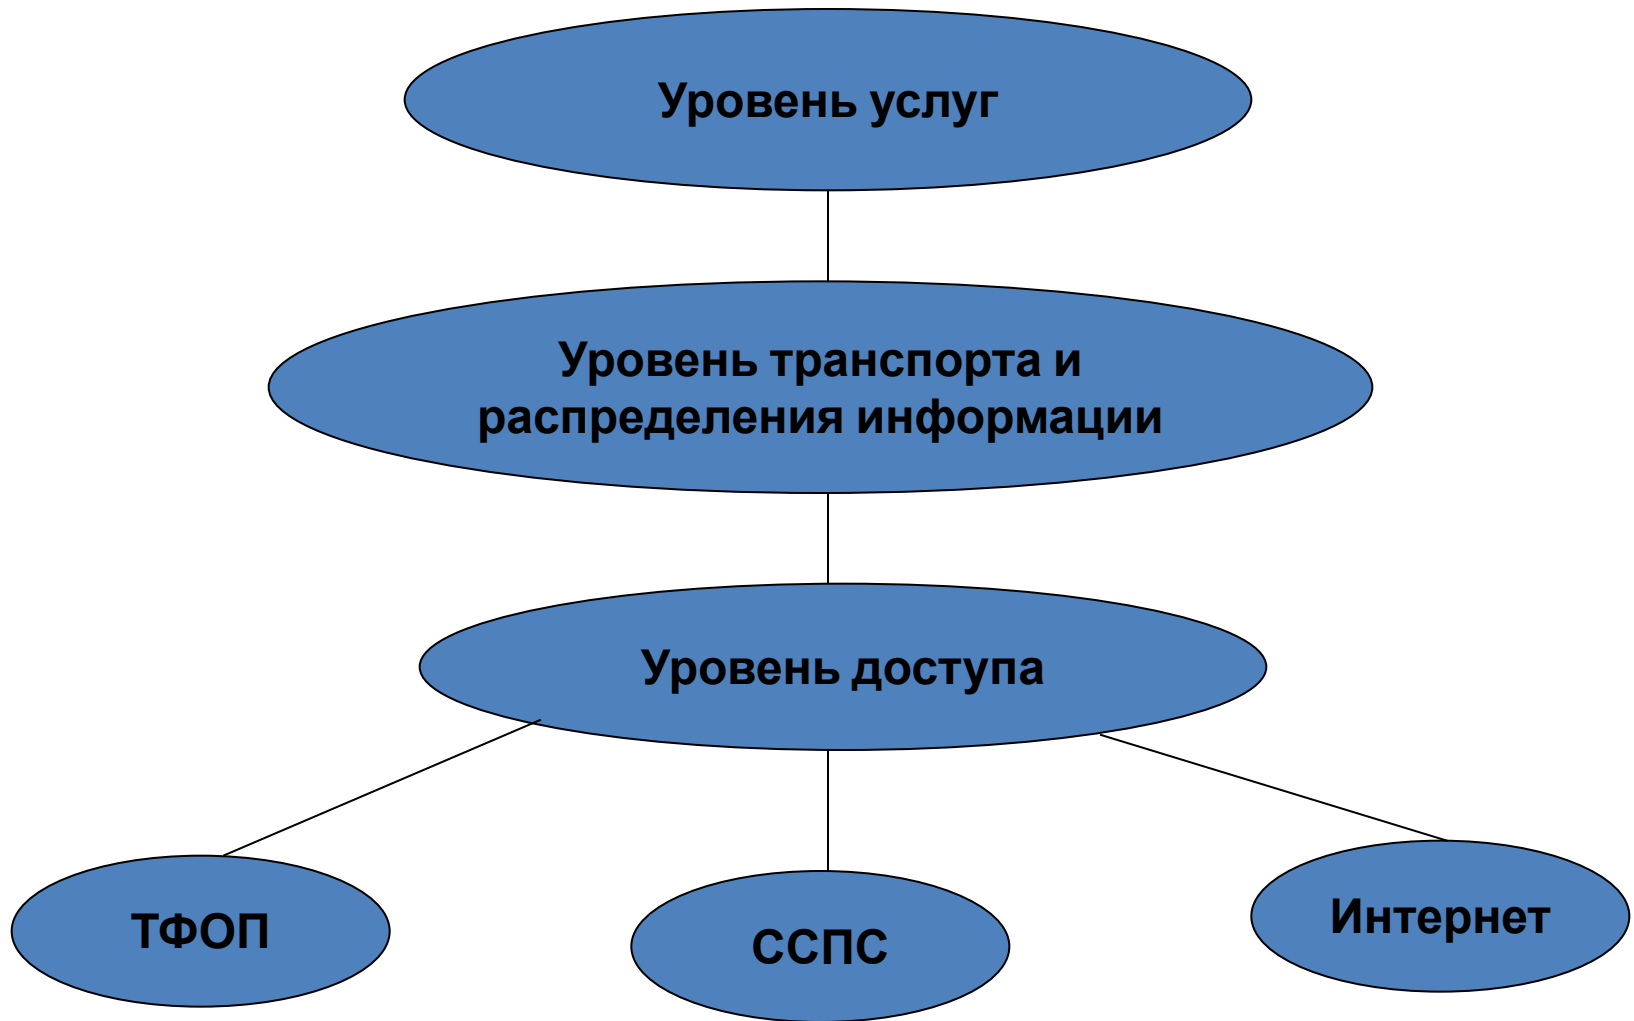 Уровень услуг
Уровень транспорта и
распределения информации
Уровень доступа
ТФОП
ССПС
Интернет